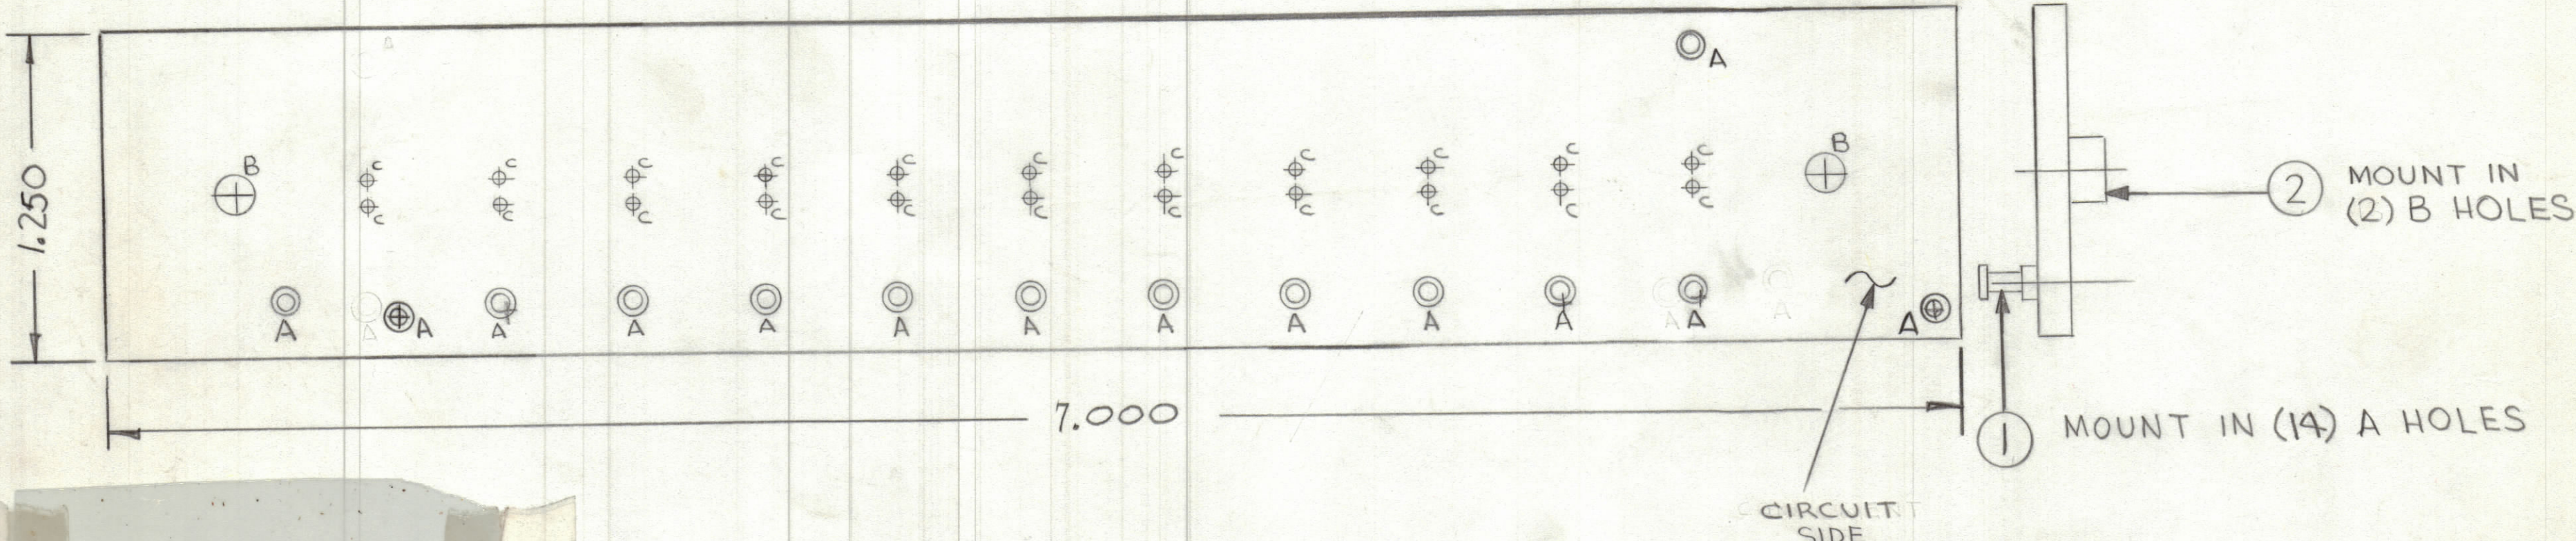 A
B
B
C C C C C C C C C C C
C C C C C C C C C C C
1.250
A A A A A A A A A A A A A
7.000
CIRCUIT
SIDE
2
MOUNT IN
(2) B HOLES
1
MOUNT IN (14) A HOLES